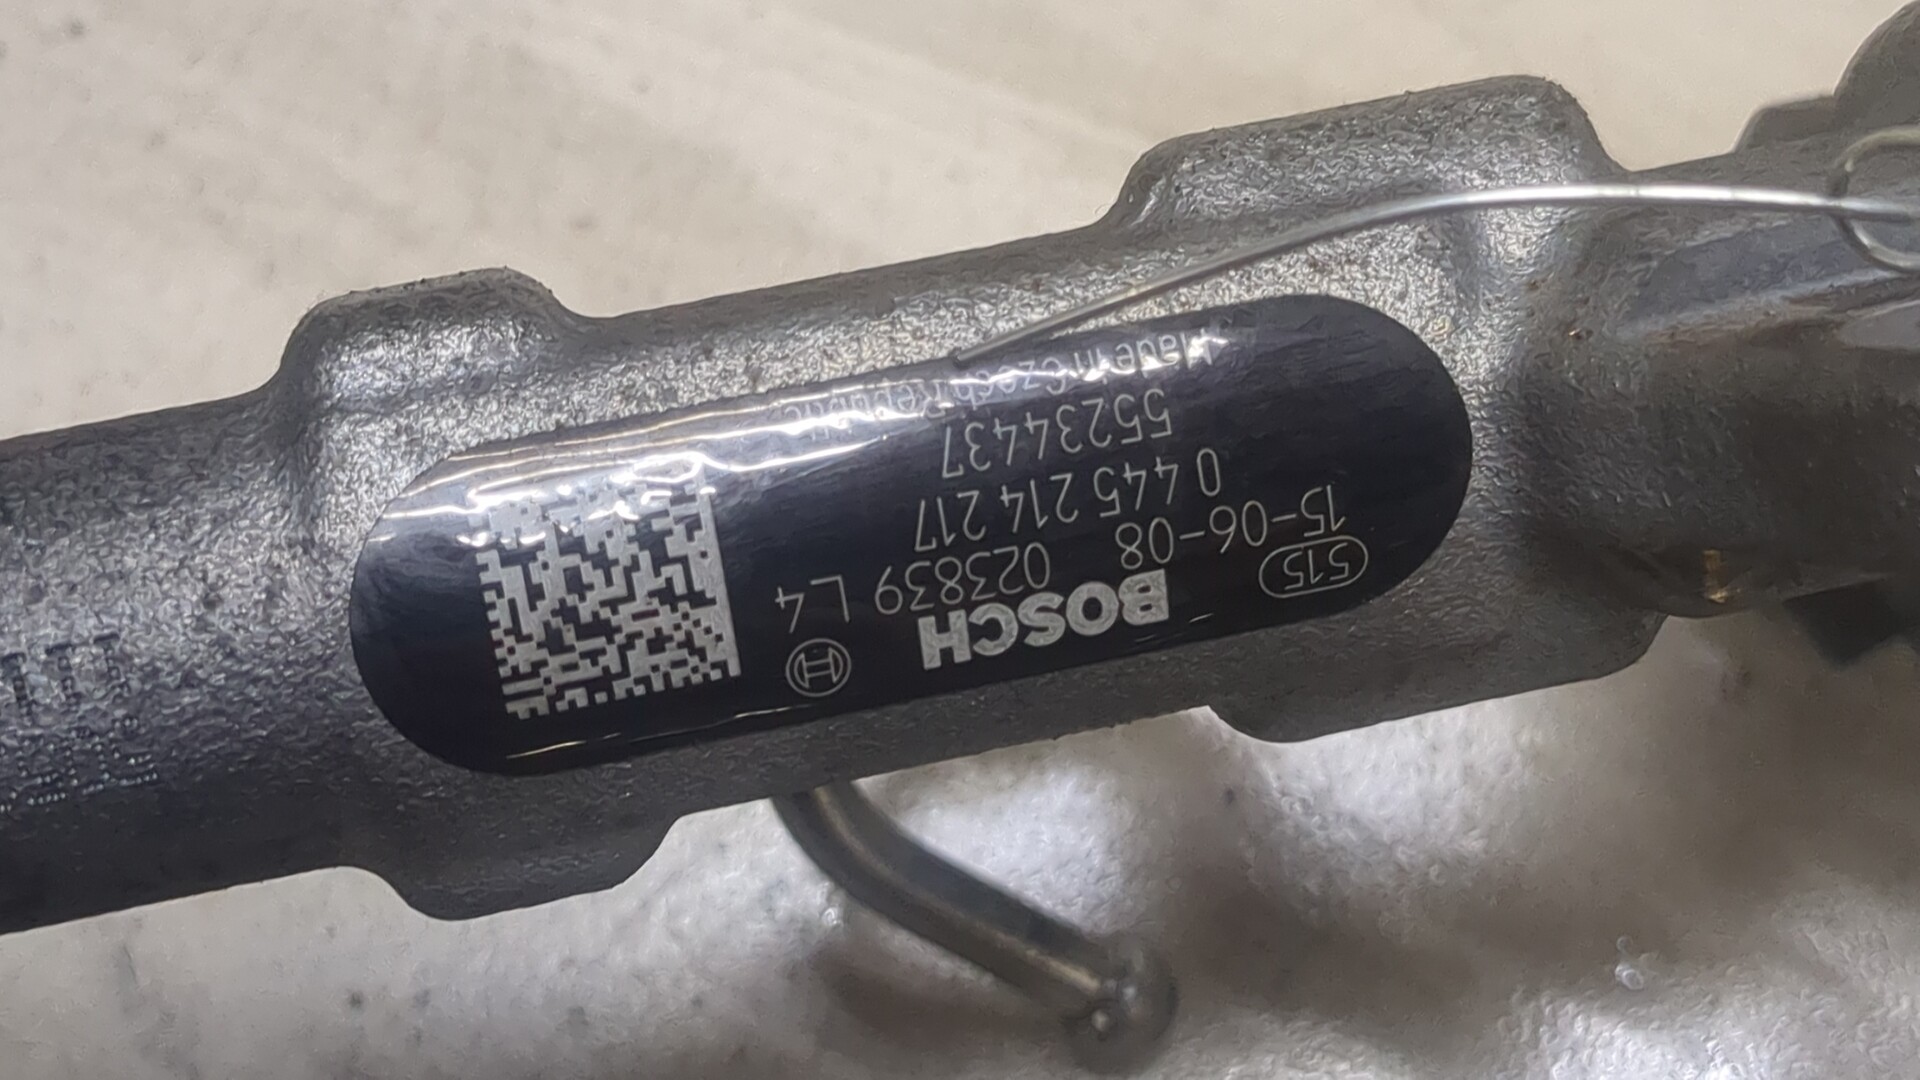 BOSCH
515
15-06-08 023839 L4
0 445 214 217
55234437
Made in Czech Republic